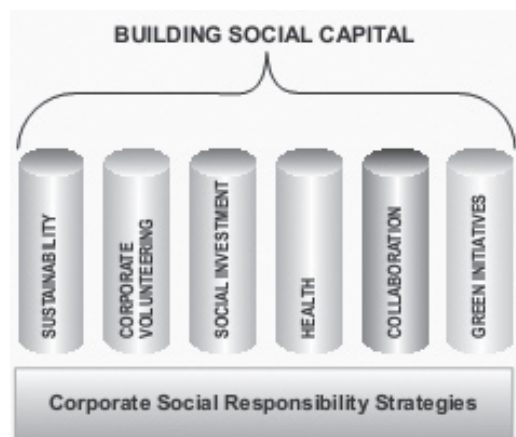 BUILDING SOCIAL CAPITAL
SUSTAINABILITY
CORPORATE
VOLUNTEERING
SOCIAL INVESTMENT
HEALTH
COLLABORATION
GREEN INITIATIVES
Corporate Social Responsibility Strategies